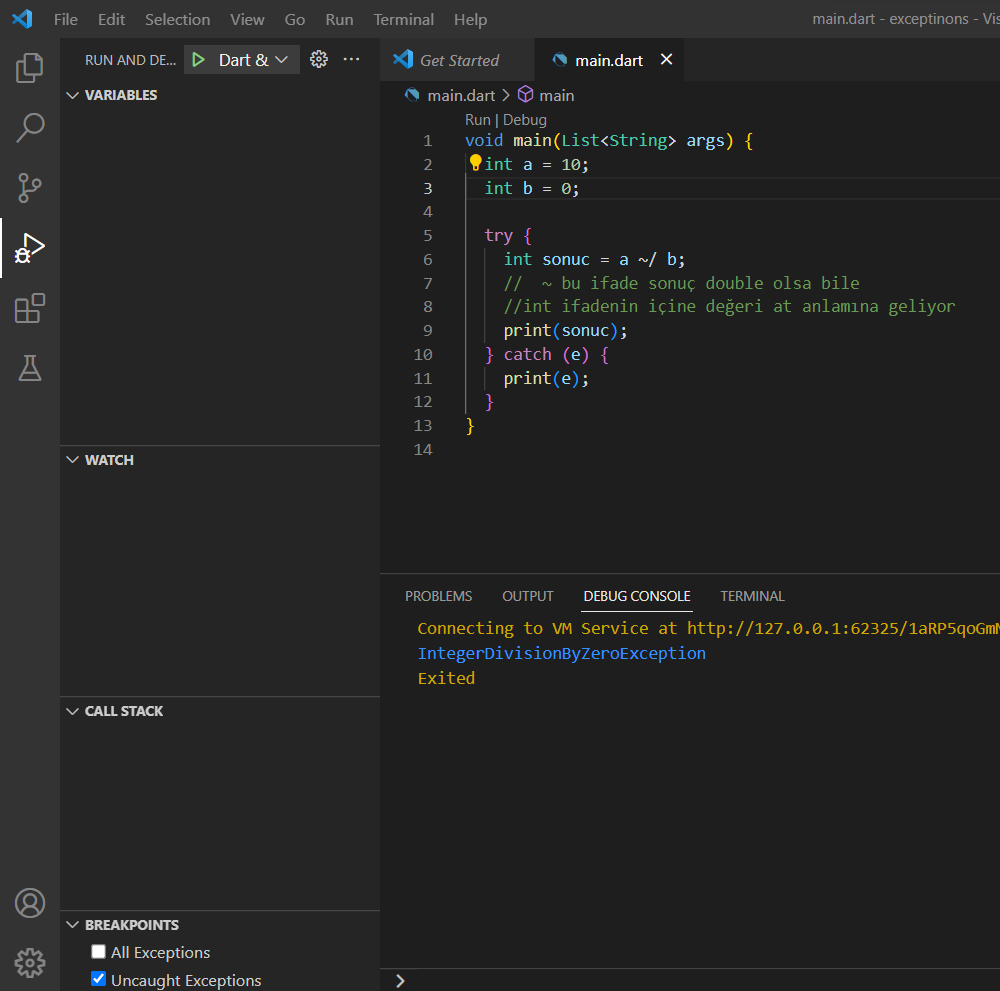 File Edit Selection View Go Run Terminal Help
main.dart - exceptinons - Vis
RUN AND DE... Dart & ...
VARIABLES
WATCH
CALL STACK
BREAKPOINTS
All Exceptions
Uncaught Exceptions
Get Started main.dart
main.dart > main
Run | Debug
1 void main(List<String> args) {
2 int a = 10;
3 int b = 0;
4
5 try {
6 int sonuc = a ~/ b;
7 //  ~ bu ifade sonuç double olsa bile
8 //int ifadenin içine değeri at anlamına geliyor
9 print(sonuc);
10 } catch (e) {
11 print(e);
12 }
13 }
14
PROBLEMS OUTPUT DEBUG CONSOLE TERMINAL
Connecting to VM Service at http://127.0.0.1:62325/1aRP5qoGm
IntegerDivisionByZeroException
Exited
>